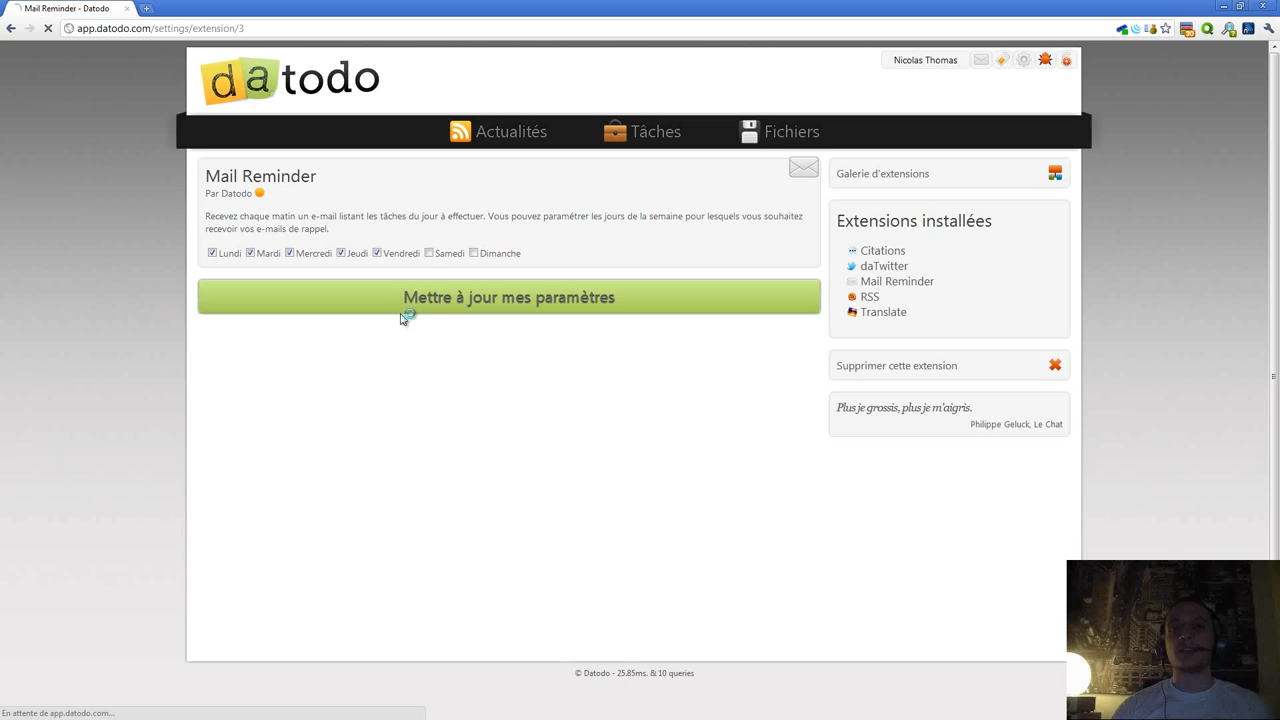 Mail Reminder - Datodo
app.datodo.com/settings/extension/3
datodo
Nicolas Thomas
Actualités
Tâches
Fichiers
Mail Reminder
Par Datodo
Recevez chaque matin un e-mail listant les tâches du jour à effectuer. Vous pouvez paramétrer les jours de la semaine pour lesquels vous souhaitez
recevoir vos e-mails de rappel.
Lundi Mardi Mercredi Jeudi Vendredi Samedi Dimanche
Mettre à jour mes paramètres
Galerie d'extensions
Extensions installées
Citations
daTwitter
Mail Reminder
RSS
Translate
Supprimer cette extension
Plus je grossis, plus je m'aigris.
Philippe Geluck, Le Chat
© Datodo - 25.85ms. & 10 queries
En attente de app.datodo.com...